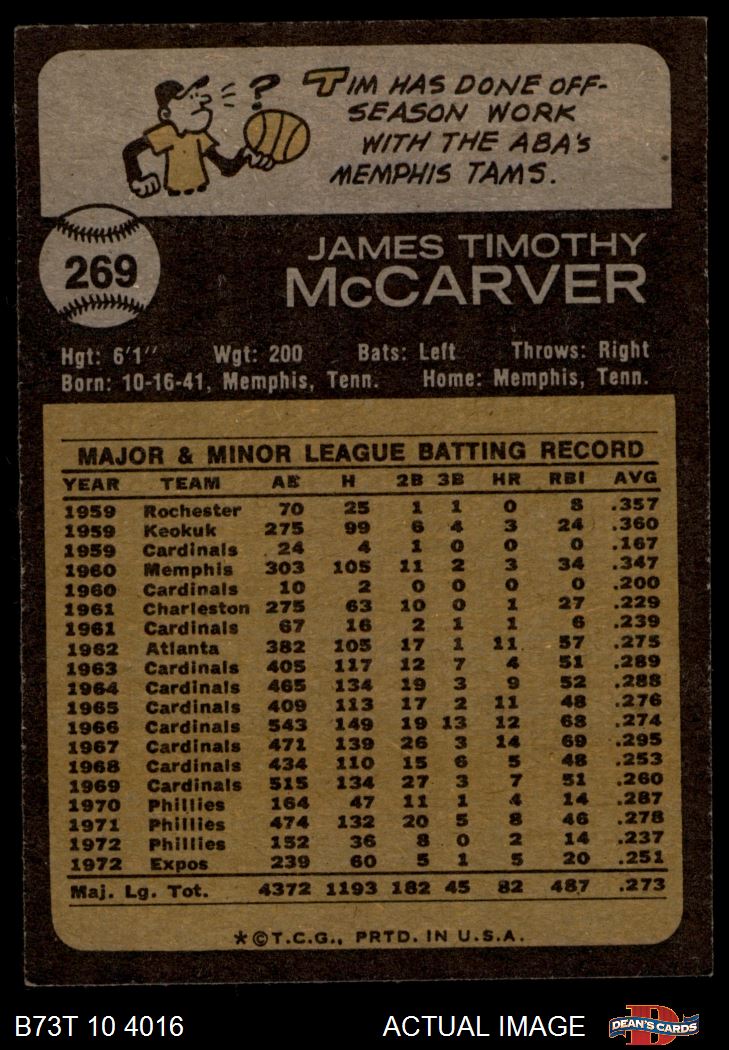 ?
TIM HAS DONE OFF-
SEASON WORK
WITH THE ABA'S
MEMPHIS TAMS.
269
JAMES TIMOTHY
McCARVER
Hgt: 6'1" Wgt: 200 Bats: Left Throws: Right
Born: 10-16-41, Memphis, Tenn. Home: Memphis, Tenn.
MAJOR & MINOR LEAGUE BATTING RECORD
YEAR TEAM AB H 2B 3B HR RBI AVG
1959 Rochester 70 25 1 1 0 8 .357
1959 Keokuk 275 99 6 4 3 24 .360
1959 Cardinals 24 4 1 0 0 0 .167
1960 Memphis 303 105 11 2 3 34 .347
1960 Cardinals 10 2 0 0 0 0 .200
1961 Charleston 275 63 10 0 1 27 .229
1961 Cardinals 67 16 2 1 1 6 .239
1962 Atlanta 382 105 17 1 11 57 .275
1963 Cardinals 405 117 12 7 4 51 .289
1964 Cardinals 465 134 19 3 9 52 .288
1965 Cardinals 409 113 17 2 11 48 .276
1966 Cardinals 543 149 19 13 12 68 .274
1967 Cardinals 471 139 26 3 14 69 .295
1968 Cardinals 434 110 15 6 5 48 .253
1969 Cardinals 515 134 27 3 7 51 .260
1970 Phillies 164 47 11 1 4 14 .287
1971 Phillies 474 132 20 5 8 46 .278
1972 Phillies 152 36 8 0 2 14 .237
1972 Expos 239 60 5 1 5 20 .251
Maj. Lg. Tot. 4372 1193 182 45 82 487 .273
*©T.C.G., PRTD. IN U.S.A.
B73T 10 4016 ACTUAL IMAGE D DEAN'S CARDS